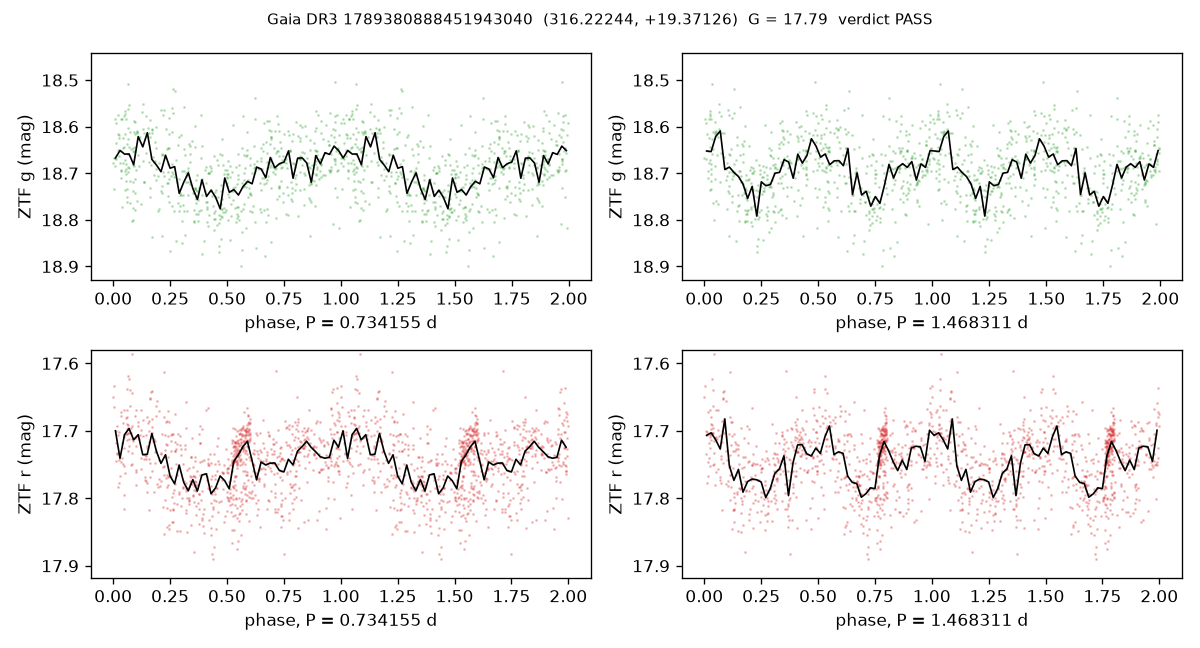 Gaia DR3 1789380888451943040 (316.22244, +19.37126) G = 17.79 verdict PASS
ZTF g (mag)
18.5
18.6
18.7
18.8
18.9
0.00 0.25 0.50 0.75 1.00 1.25 1.50 1.75 2.00
phase, P = 0.734155 d
ZTF g (mag)
18.5
18.6
18.7
18.8
18.9
0.00 0.25 0.50 0.75 1.00 1.25 1.50 1.75 2.00
phase, P = 1.468311 d
ZTF r (mag)
17.6
17.7
17.8
17.9
0.00 0.25 0.50 0.75 1.00 1.25 1.50 1.75 2.00
phase, P = 0.734155 d
ZTF r (mag)
17.6
17.7
17.8
17.9
0.00 0.25 0.50 0.75 1.00 1.25 1.50 1.75 2.00
phase, P = 1.468311 d